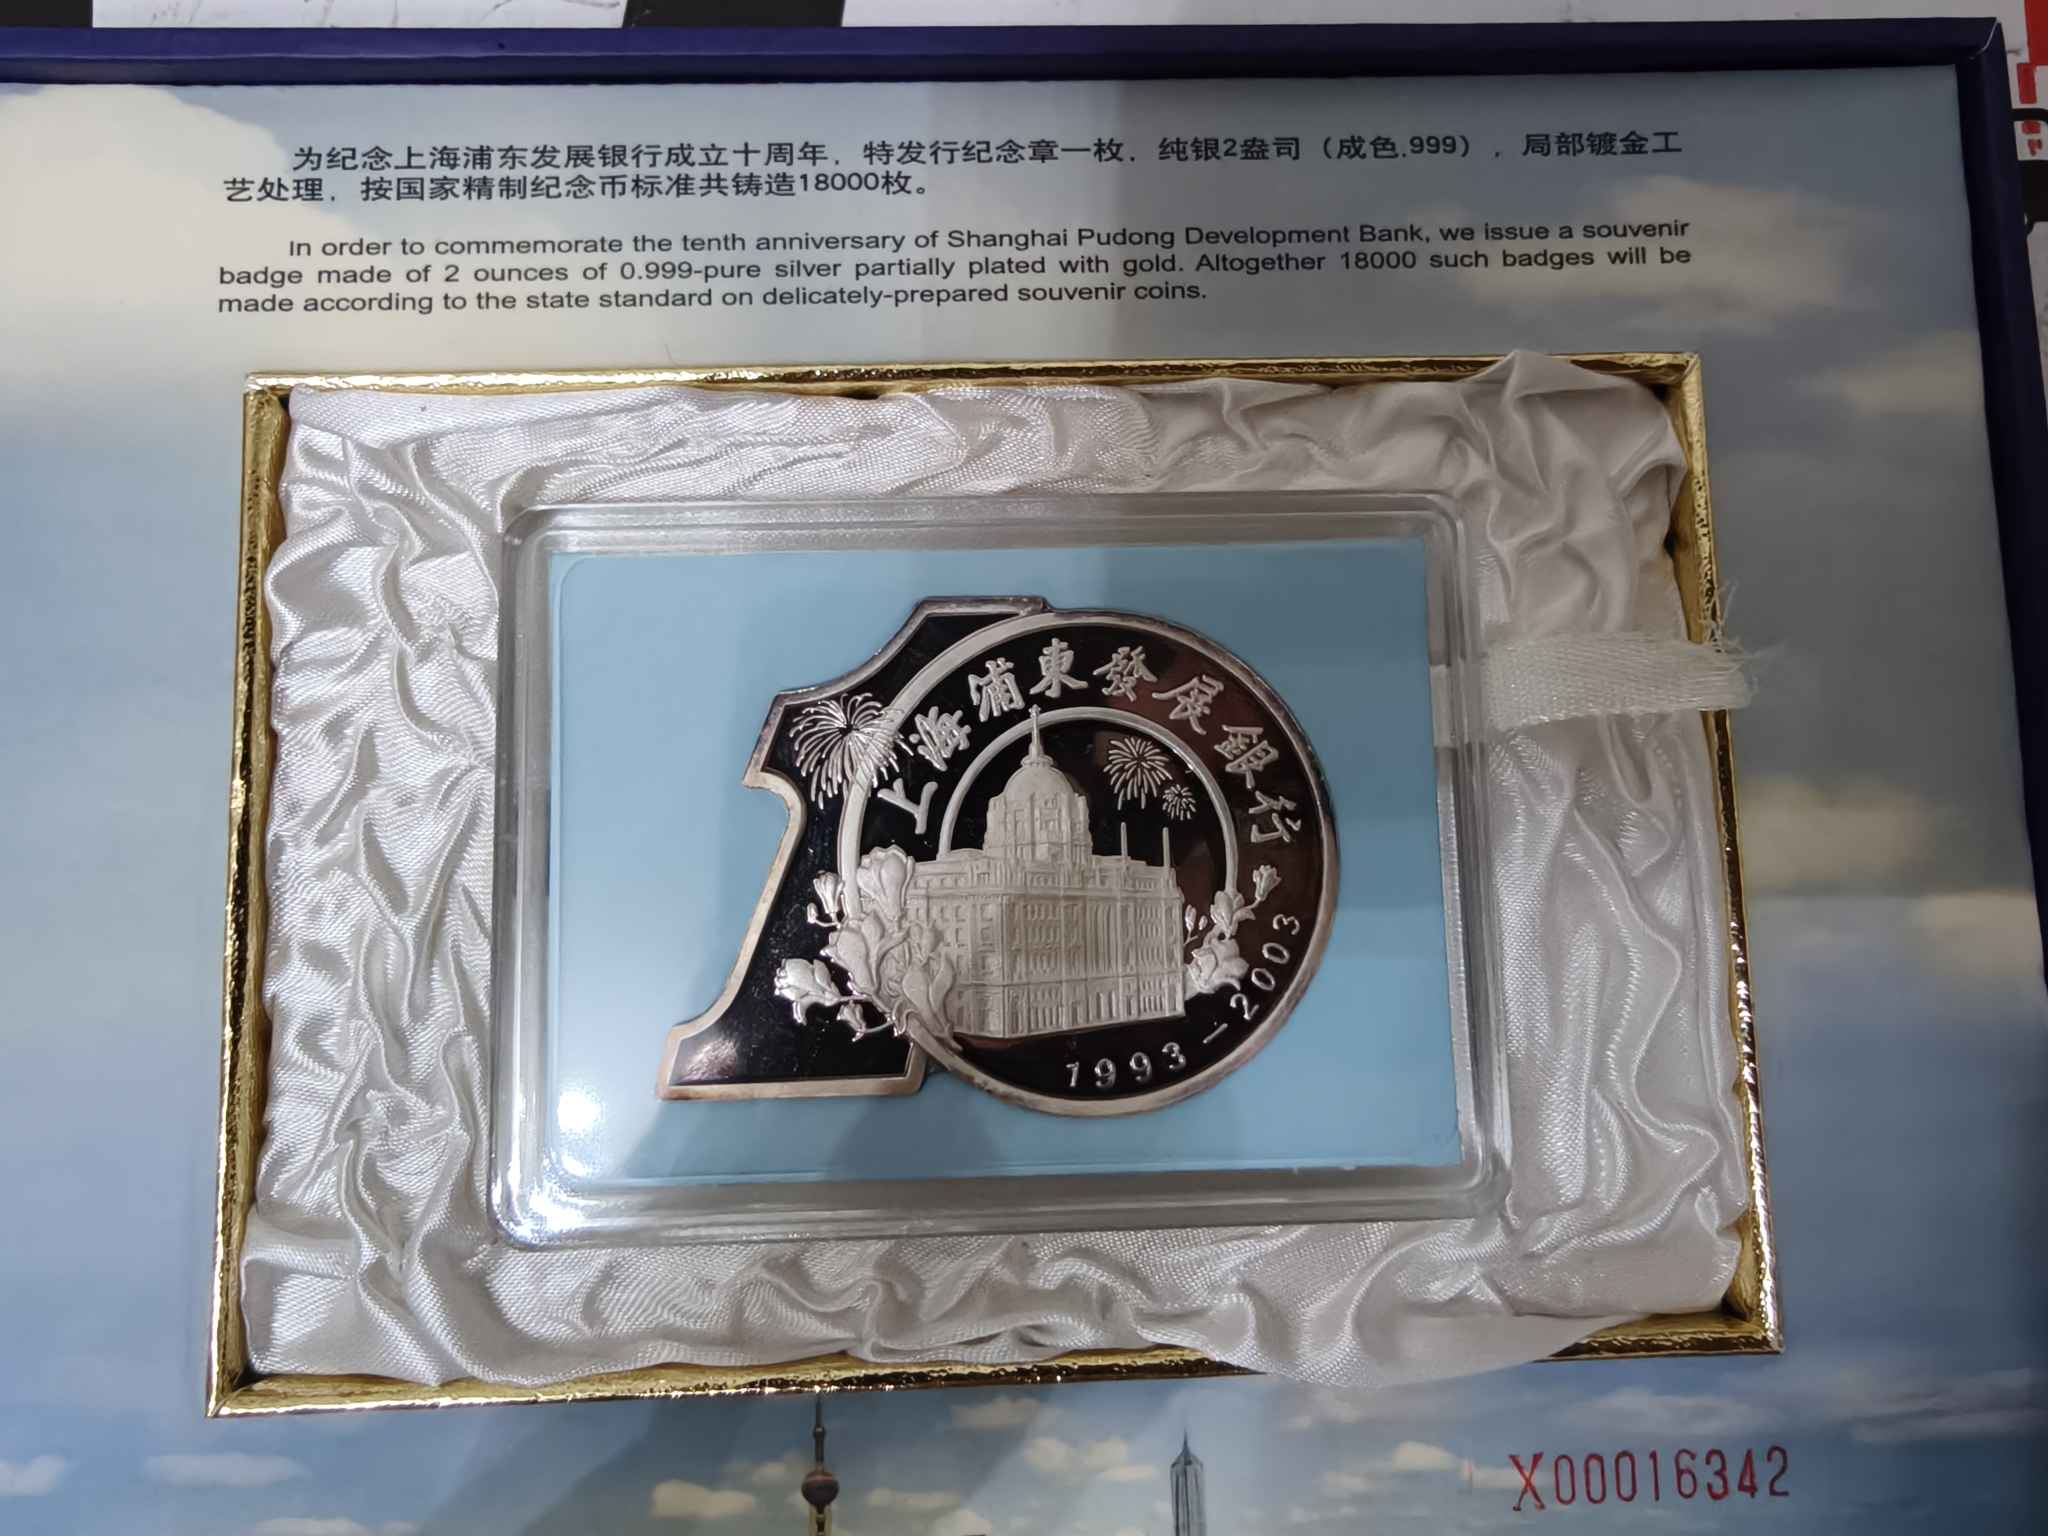 为纪念上海浦东发展银行成立十周年，特发行纪念章一枚，纯银2盎司（成色.999），局部镀金工
艺处理，按国家精制纪念币标准共铸造18000枚。
In order to commemorate the tenth anniversary of Shanghai Pudong Development Bank, we issue a souvenir
badge made of 2 ounces of 0.999-pure silver partially plated with gold. Altogether 18000 such badges will be
made according to the state standard on delicately-prepared souvenir coins.
上海浦東發展銀行
1993－2003
X00016342